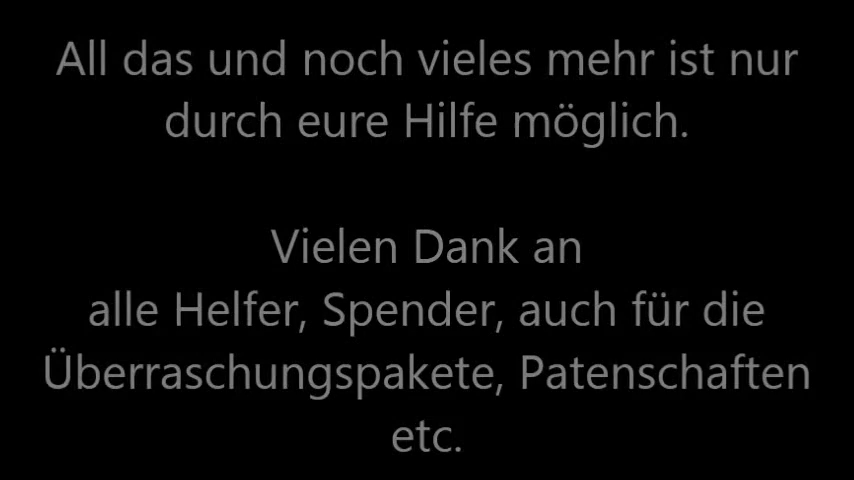 All das und noch vieles mehr ist nur
durch eure Hilfe möglich.
Vielen Dank an
alle Helfer, Spender, auch für die
Überraschungspakete, Patenschaften
etc.